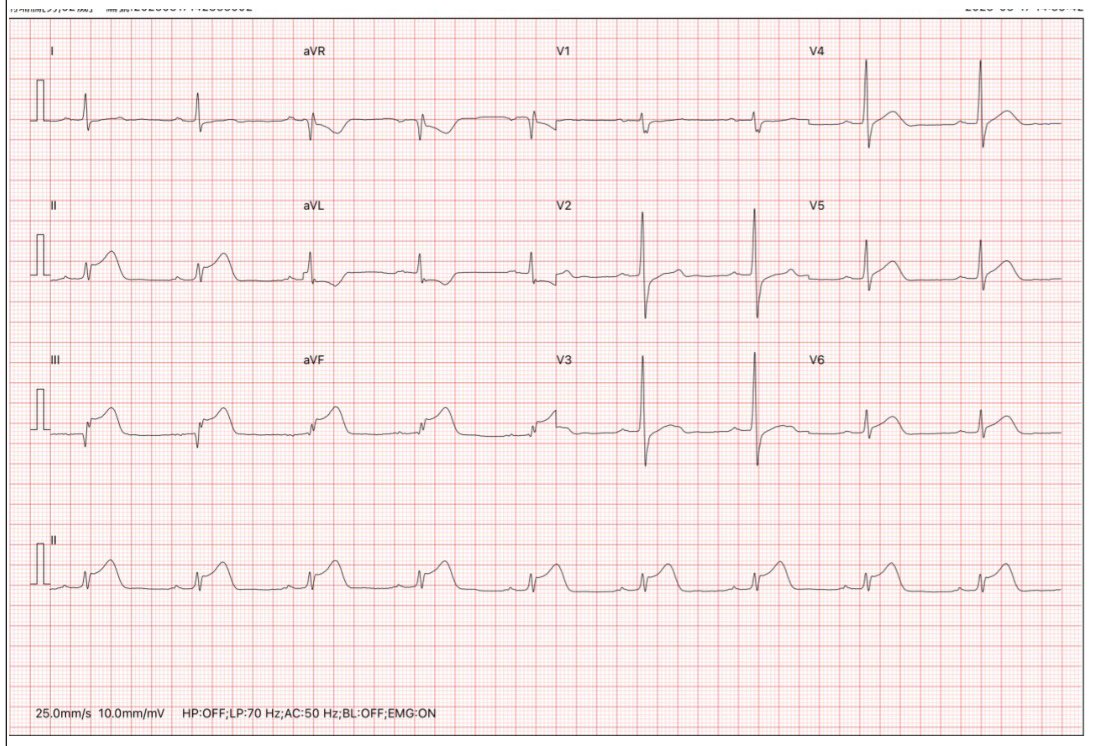 I aVR V1 V4
II aVL V2 V5
III aVF V3 V6
II
25.0mm/s 10.0mm/mV HP:OFF;LP:70 Hz;AC:50 Hz;BL:OFF;EMG:ON